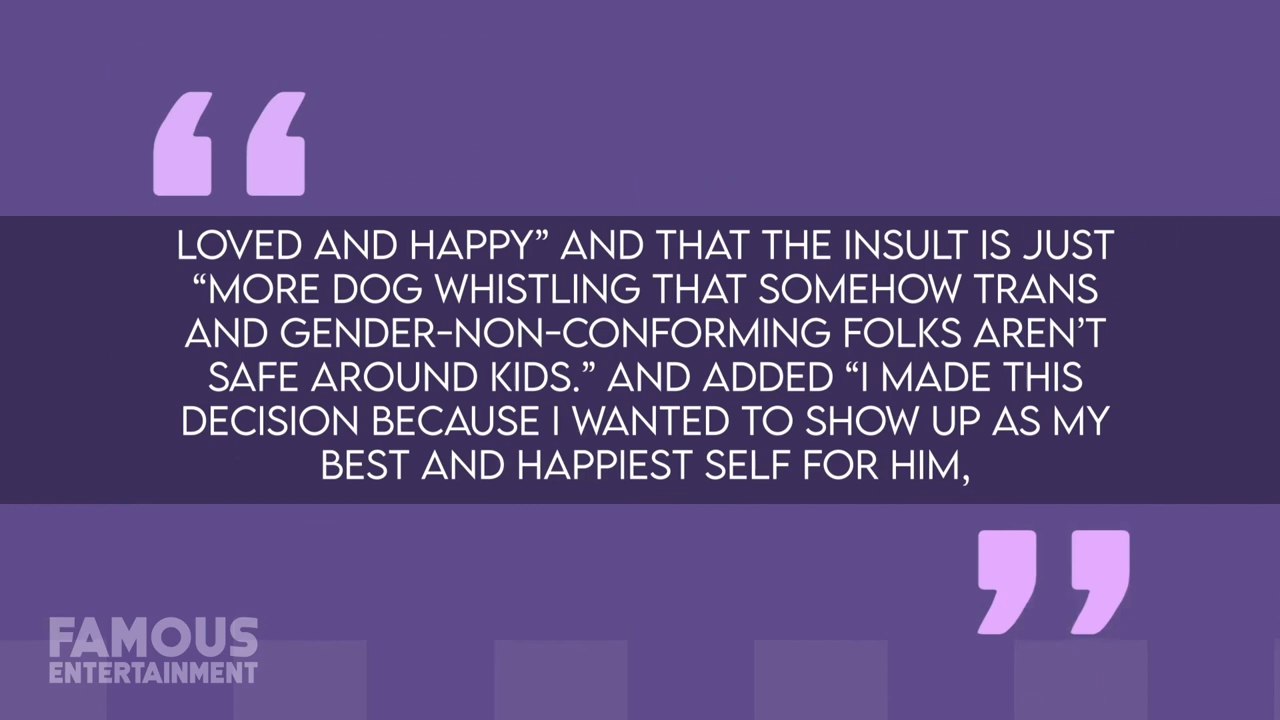 LOVED AND HAPPY” AND THAT THE INSULT IS JUST
“MORE DOG WHISTLING THAT SOMEHOW TRANS
AND GENDER-NON-CONFORMING FOLKS AREN’T
SAFE AROUND KIDS.” AND ADDED “I MADE THIS
DECISION BECAUSE I WANTED TO SHOW UP AS MY
BEST AND HAPPIEST SELF FOR HIM,
FAMOUS
ENTERTAINMENT